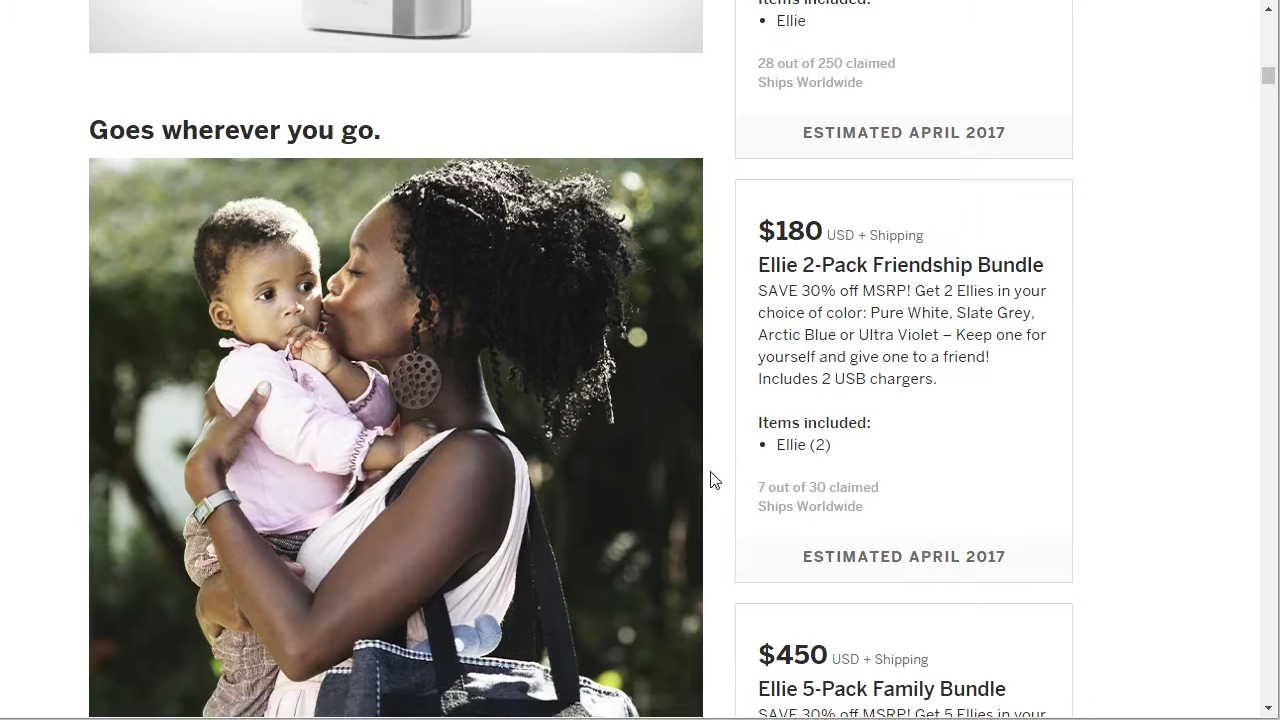 Goes wherever you go.
Items included:
• Ellie
28 out of 250 claimed
Ships Worldwide
ESTIMATED APRIL 2017
$180 USD + Shipping
Ellie 2-Pack Friendship Bundle
SAVE 30% off MSRP! Get 2 Ellies in your
choice of color: Pure White, Slate Grey,
Arctic Blue or Ultra Violet – Keep one for
yourself and give one to a friend!
Includes 2 USB chargers.
Items included:
• Ellie (2)
7 out of 30 claimed
Ships Worldwide
ESTIMATED APRIL 2017
$450 USD + Shipping
Ellie 5-Pack Family Bundle
SAVE 30% off MSRP! Get 5 Ellies in your